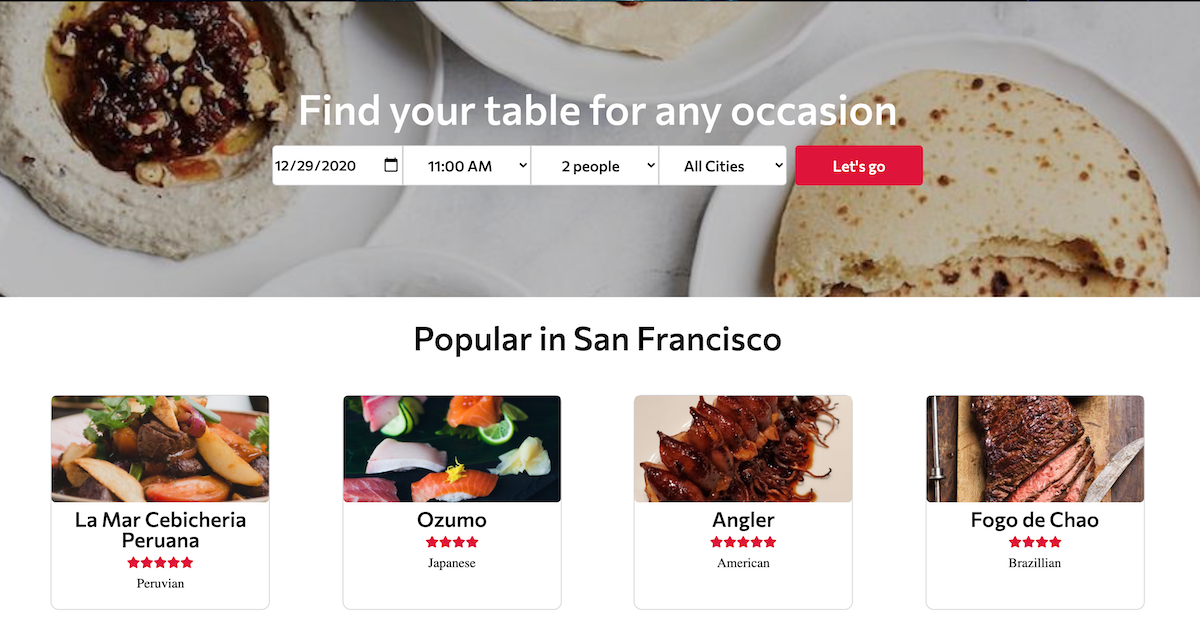 Find your table for any occasion
12/29/2020 11:00 AM 2 people All Cities Let's go
Popular in San Francisco
La Mar Cebicheria
Peruana
Peruvian
Ozumo
Japanese
Angler
American
Fogo de Chao
Brazillian